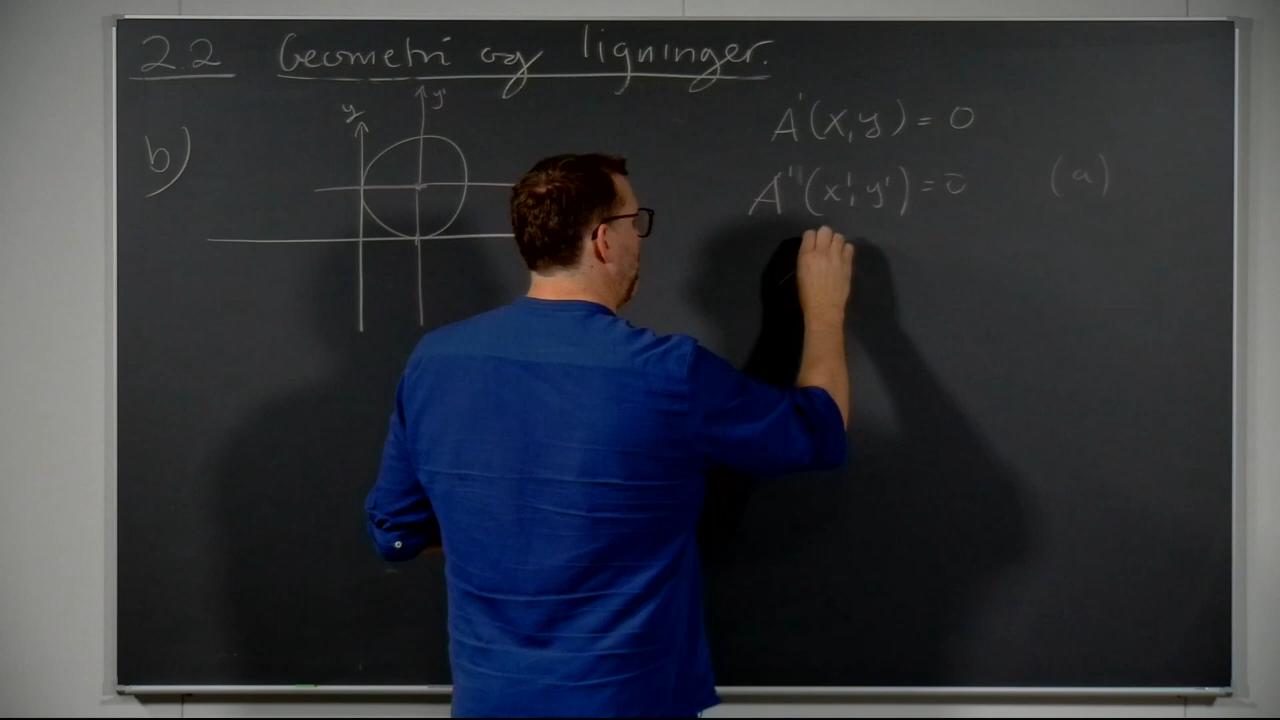 2.2 Geometri og ligninger.
b)
y
y'
A'(x,y) = 0
A''(x',y') = 0 (a)